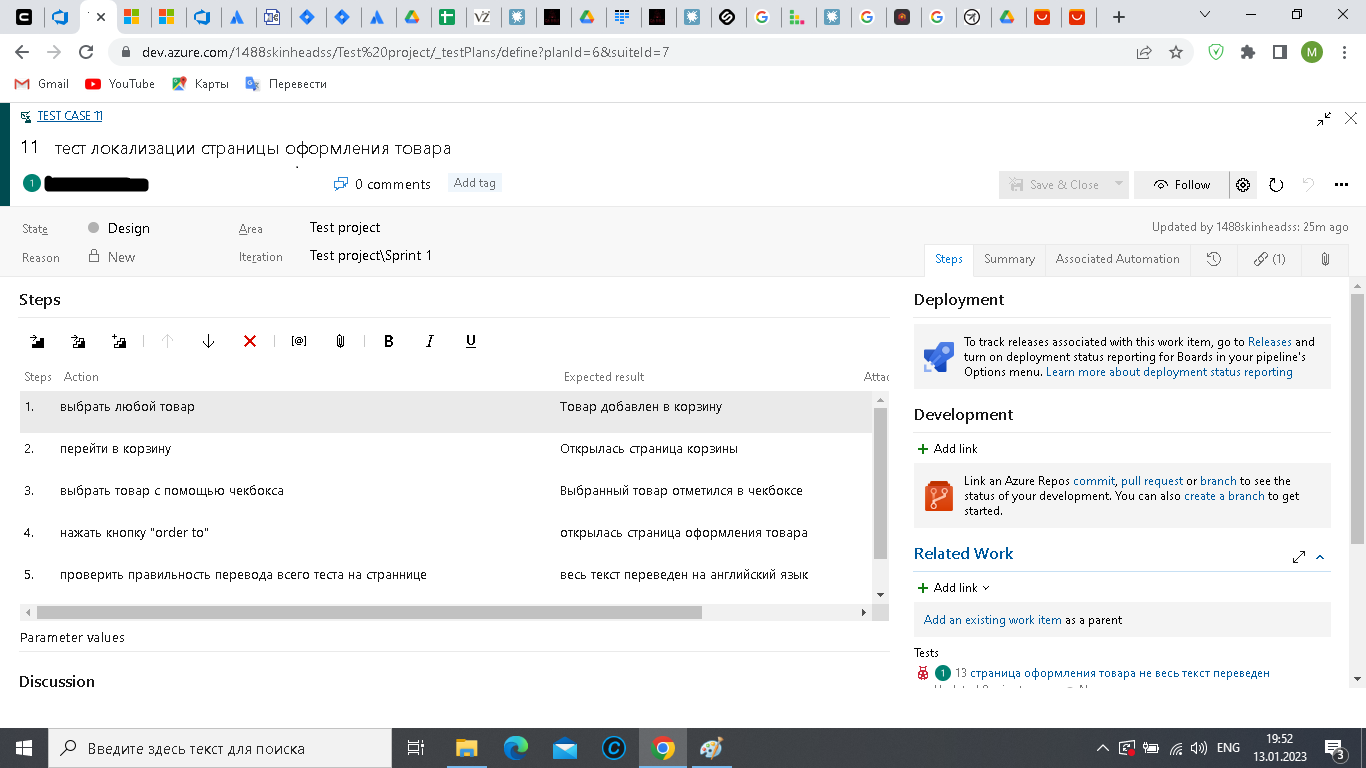 dev.azure.com/1488skinheadss/Test%20project/_testPlans/define?planId=6&suiteId=7
M
Gmail YouTube Карты Перевести
TEST CASE 11
11 тест локализации страницы оформления товара
1 0 comments Add tag
Save & Close Follow
State Design Area Test project
Updated by 1488skinheadss: 25m ago
Reason New Iteration Test project\Sprint 1
Steps Summary Associated Automation (1)
Steps
B I U
Steps Action Expected result Attac
1. выбрать любой товар Товар добавлен в корзину
2. перейти в корзину Открылась страница корзины
3. выбрать товар с помощью чекбокса Выбранный товар отметился в чекбоксе
4. нажать кнопку "order to" открылась страница оформления товара
5. проверить правильность перевода всего теста на страннице весь текст переведен на английский язык
Parameter values
Discussion
Deployment
To track releases associated with this work item, go to Releases and
turn on deployment status reporting for Boards in your pipeline's
Options menu. Learn more about deployment status reporting
Development
Add link
Link an Azure Repos commit, pull request or branch to see the
status of your development. You can also create a branch to get
started.
Related Work
Add link
Add an existing work item as a parent
Tests
1 13 страница оформления товара не весь текст переведен
Введите здесь текст для поиска
ENG
19:52
13.01.2023
3